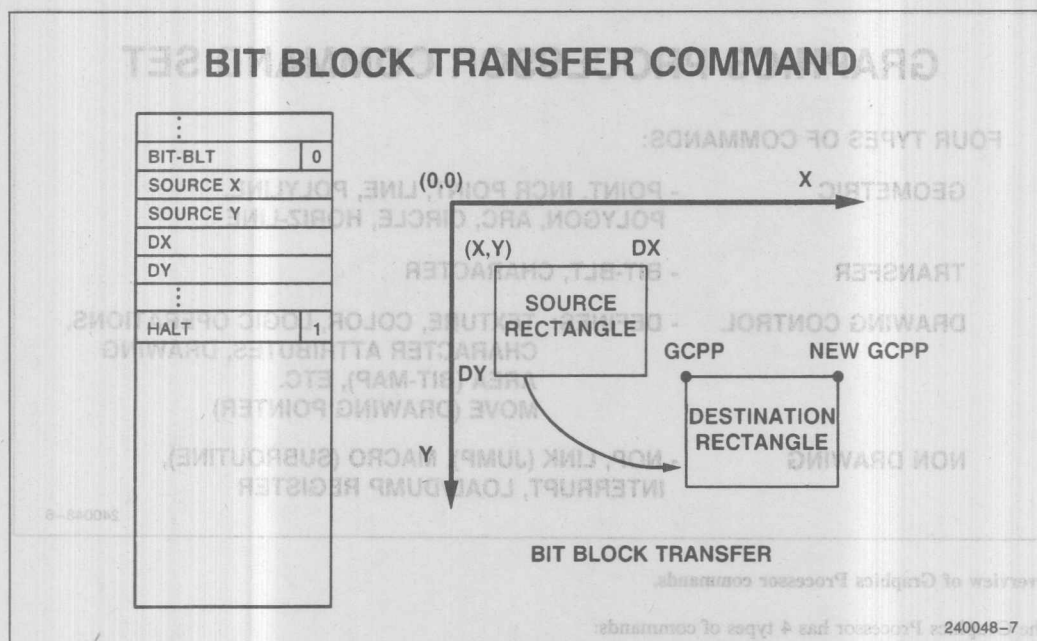 BIT BLOCK TRANSFER COMMAND
BIT-BLT 0
SOURCE X
SOURCE Y
DX
DY
HALT 1
(0,0) X
(X,Y) DX
SOURCE
RECTANGLE
DY
GCPP NEW GCPP
DESTINATION
RECTANGLE
Y
BIT BLOCK TRANSFER
240048-7